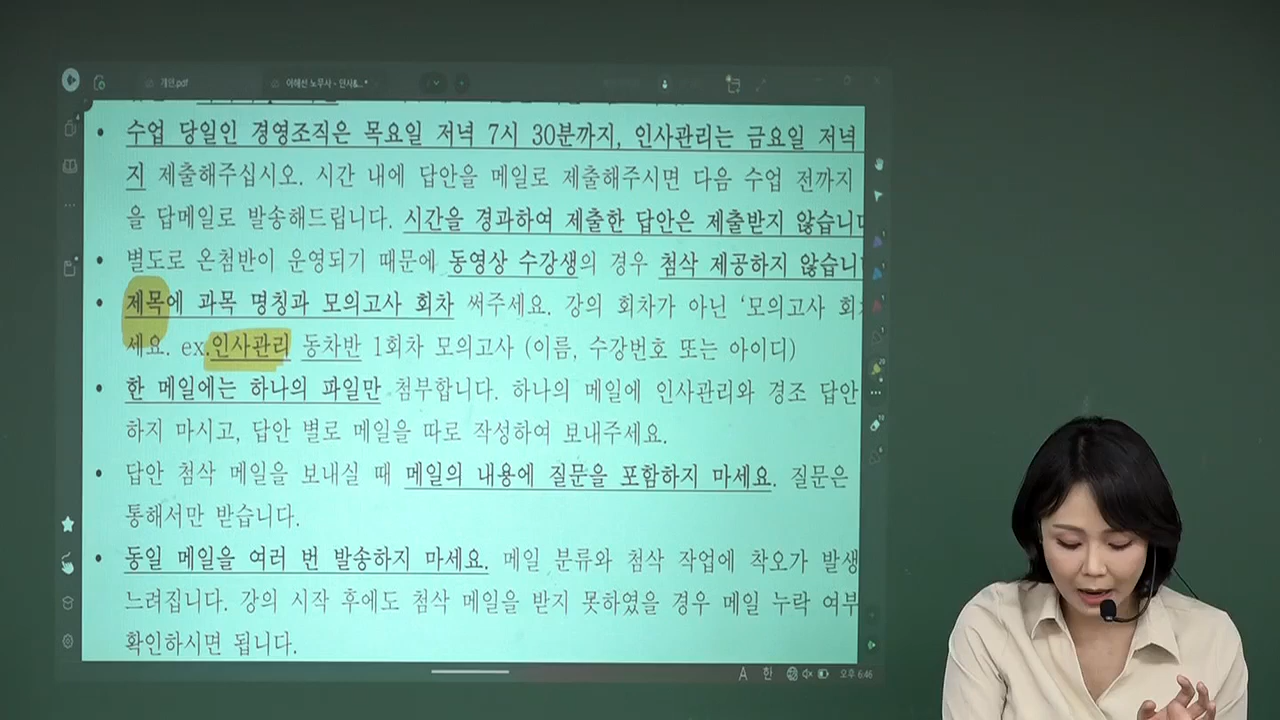 개인.pdf
이해선 노무사 - 인사&...*
수업 당일인 경영조직은 목요일 저녁 7시 30분까지, 인사관리는 금요일 저녁
지 제출해주십시오. 시간 내에 답안을 메일로 제출해주시면 다음 수업 전까지
을 답메일로 발송해드립니다. 시간을 경과하여 제출한 답안은 제출받지 않습니다
별도로 온첨반이 운영되기 때문에 동영상 수강생의 경우 첨삭 제공하지 않습니
제목에 과목 명칭과 모의고사 회차 써주세요. 강의 회차가 아닌 ‘모의고사 회차
세요. ex.인사관리 동차반 1회차 모의고사 (이름, 수강번호 또는 아이디)
한 메일에는 하나의 파일만 첨부합니다. 하나의 메일에 인사관리와 경조 답안
하지 마시고, 답안 별로 메일을 따로 작성하여 보내주세요.
답안 첨삭 메일을 보내실 때 메일의 내용에 질문을 포함하지 마세요. 질문은
통해서만 받습니다.
동일 메일을 여러 번 발송하지 마세요. 메일 분류와 첨삭 작업에 착오가 발생
느려집니다. 강의 시작 후에도 첨삭 메일을 받지 못하였을 경우 메일 누락 여부
확인하시면 됩니다.
A 한 오후 6:46